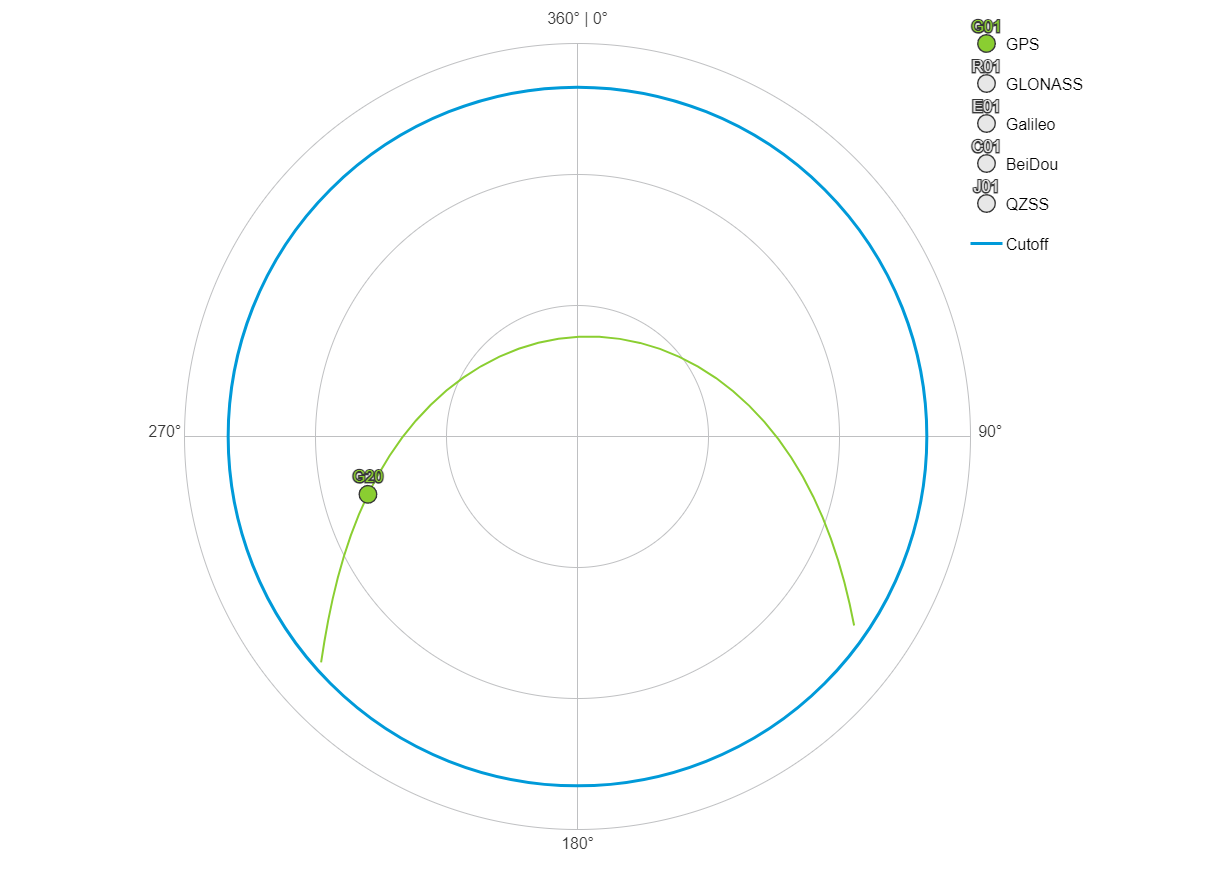 360° | 0°
G01
GPS
R01
GLONASS
E01
Galileo
C01
BeiDou
J01
QZSS
Cutoff
270°
90°
G20
180°